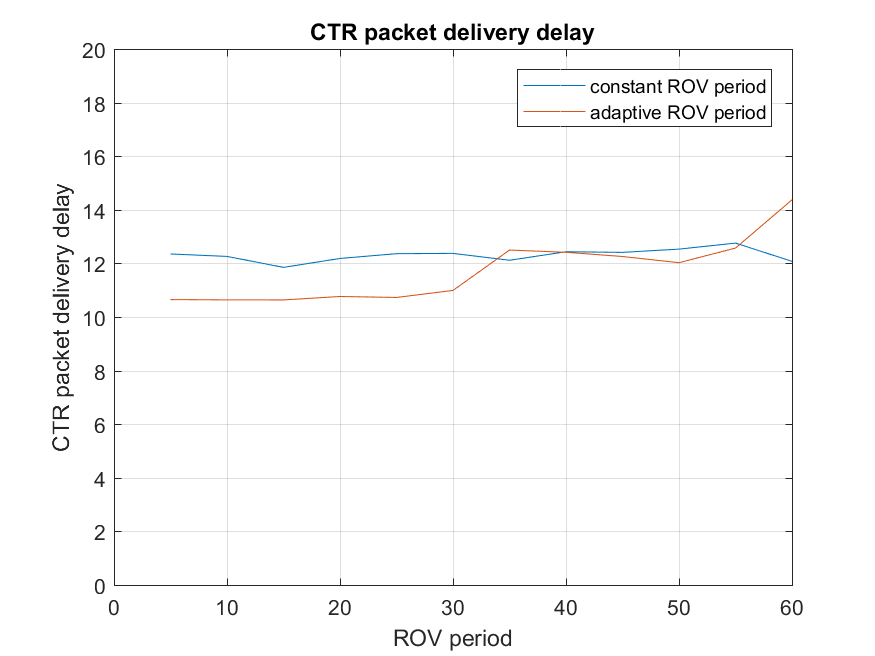 CTR packet delivery delay
20
18
16
14
12
10
8
6
4
2
0
CTR packet delivery delay
constant ROV period
adaptive ROV period
0 10 20 30 40 50 60
ROV period